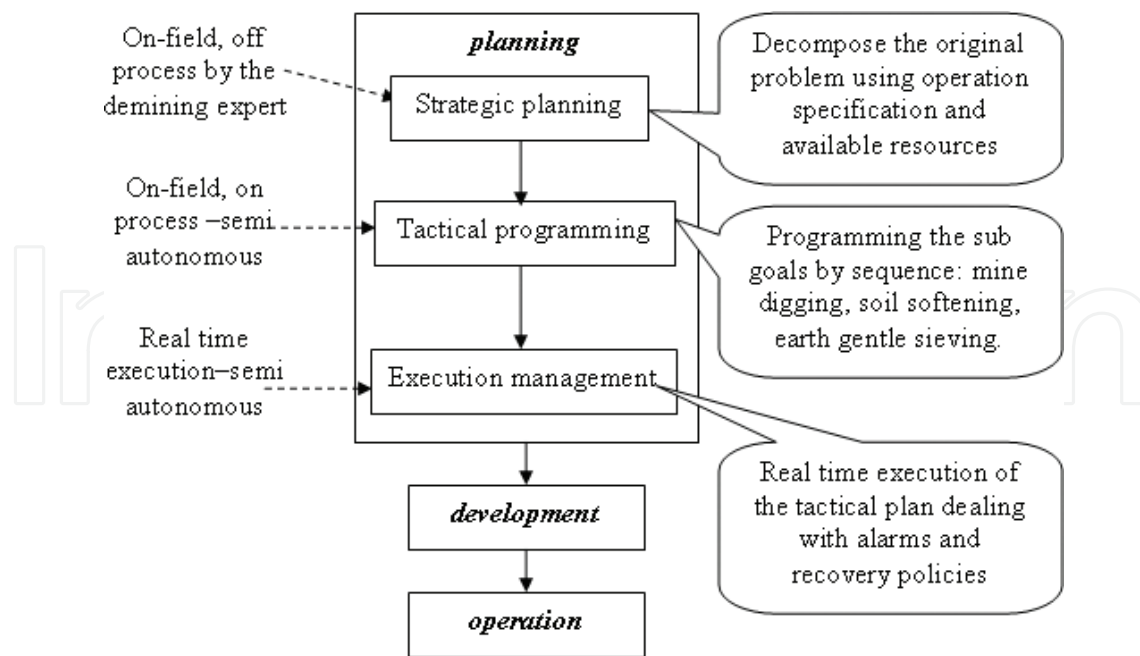 On-field, off
process by the
demining expert
planning
Strategic planning
Decompose the original
problem using operation
specification and
available resources
On-field, on
process –semi
autonomous
Tactical programming
Programming the sub
goals by sequence: mine
digging, soil softening,
earth gentle sieving.
Real time
execution–semi
autonomous
Execution management
Real time execution of
the tactical plan dealing
with alarms and
recovery policies
development
operation